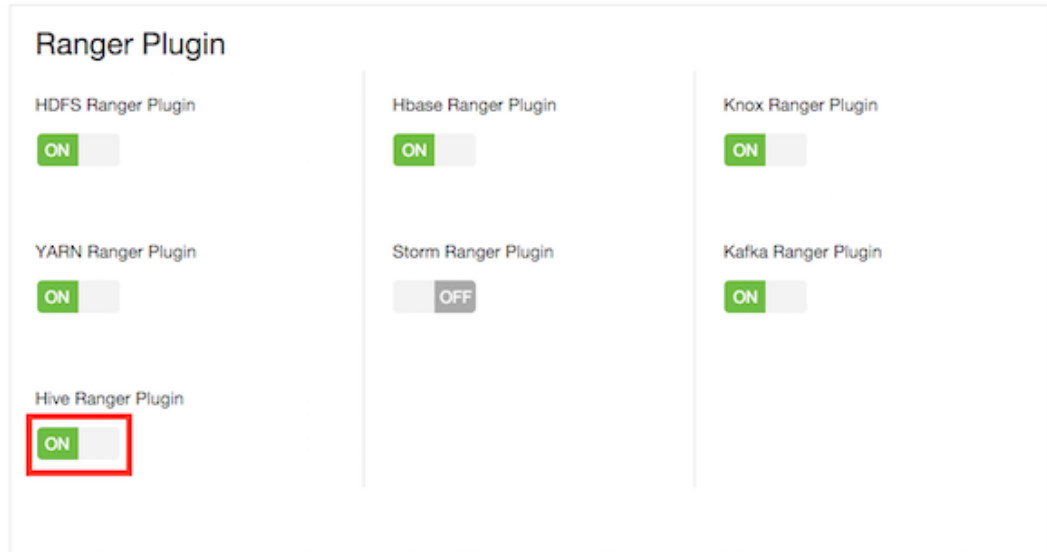 Ranger Plugin
HDFS Ranger Plugin
Hbase Ranger Plugin
Knox Ranger Plugin
ON
ON
ON
YARN Ranger Plugin
Storm Ranger Plugin
Kafka Ranger Plugin
ON
OFF
ON
Hive Ranger Plugin
ON